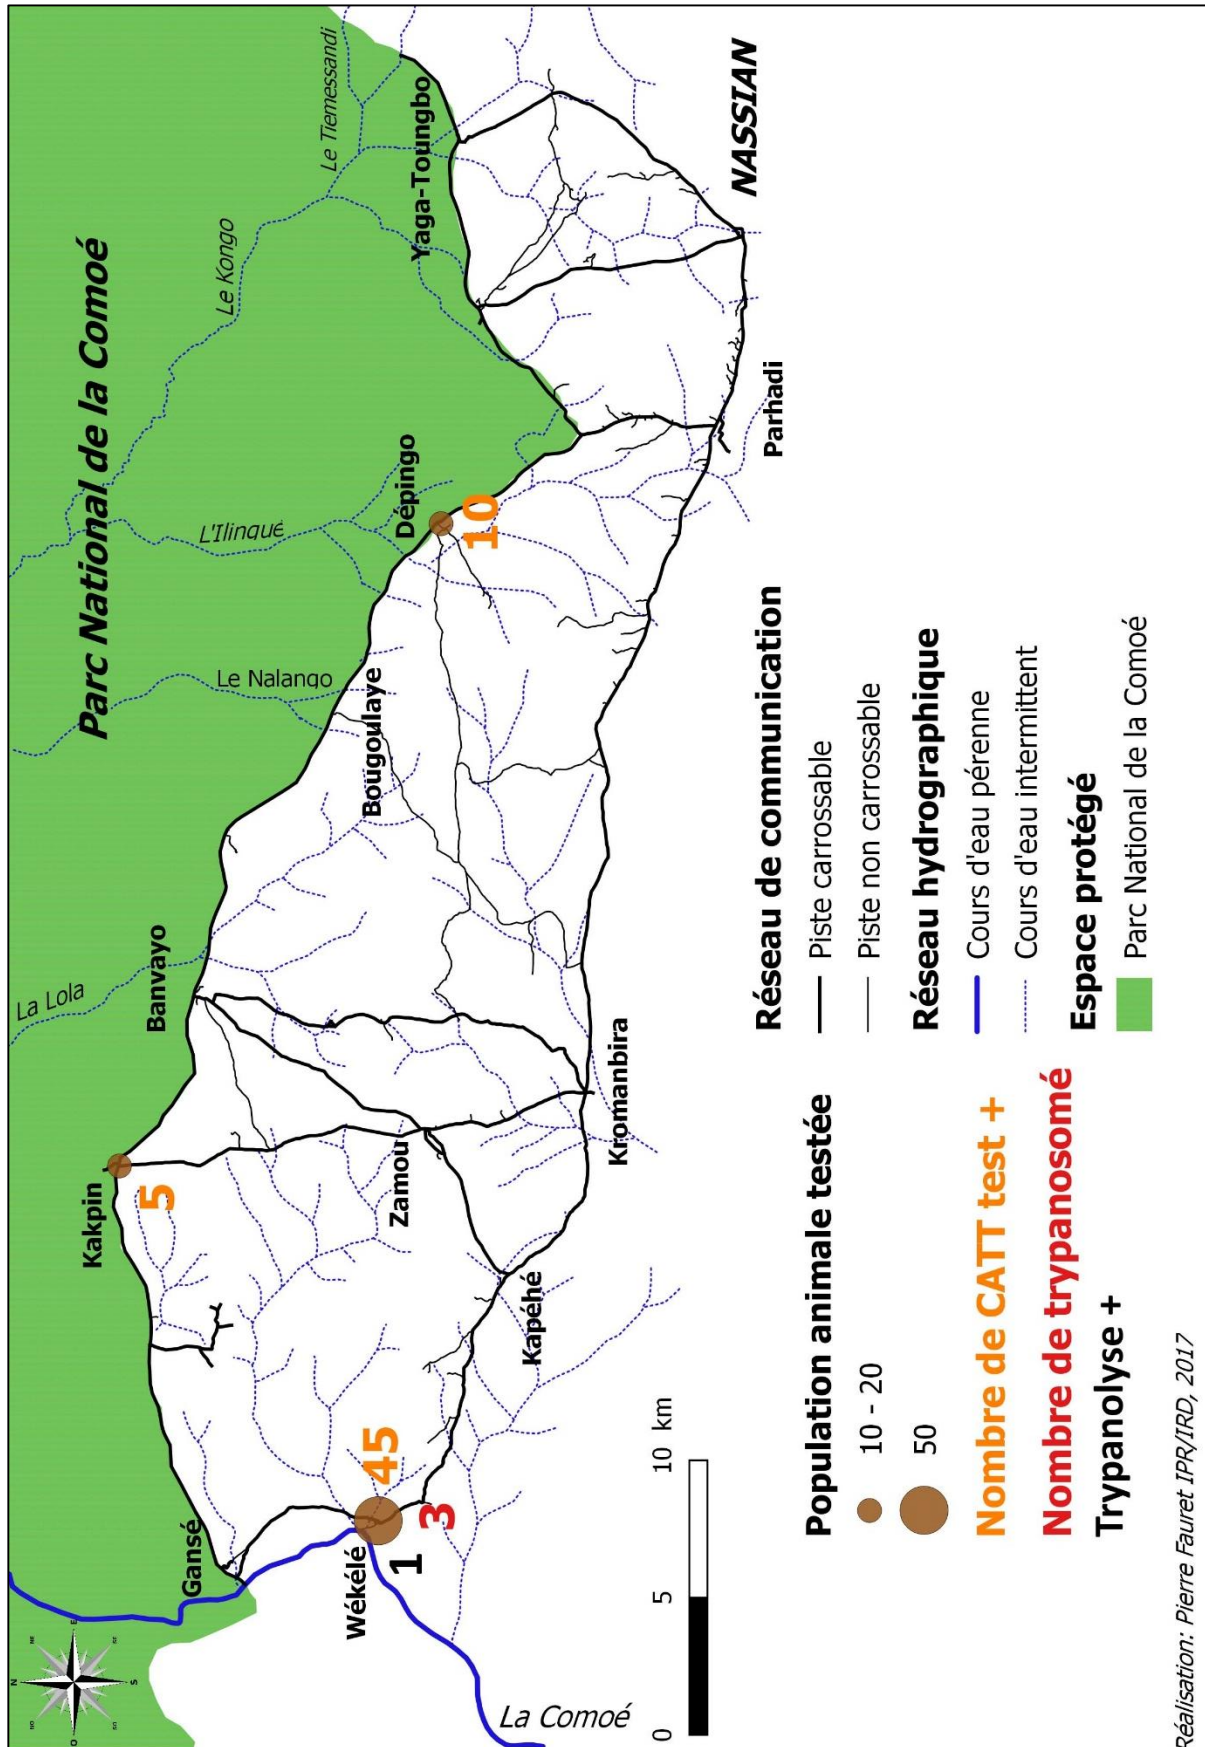 Parc National de la Comoé
Le Tiemessandi
Le Kongo
L'Ilinqué
Le Nalango
La Lola
Yaga-Toungbo
NASSIAN
Dépingo
10
Parhadi
Bougoulaye
Banvayo
Kakpin
5
Zamou
Kromanbira
Kapéhé
Gansé
Wékélé
45
3
1
La Comoé
N
E
S
O
0 5 10 km
Population animale testée
10 - 20
50
Nombre de CATT test +
Nombre de trypanosomé
Trypanolyse +
Réseau de communication
Piste carrossable
Piste non carrossable
Réseau hydrographique
Cours d'eau pérenne
Cours d'eau intermittent
Espace protégé
Parc National de la Comoé
Réalisation: Pierre Fauret IPR/IRD, 2017